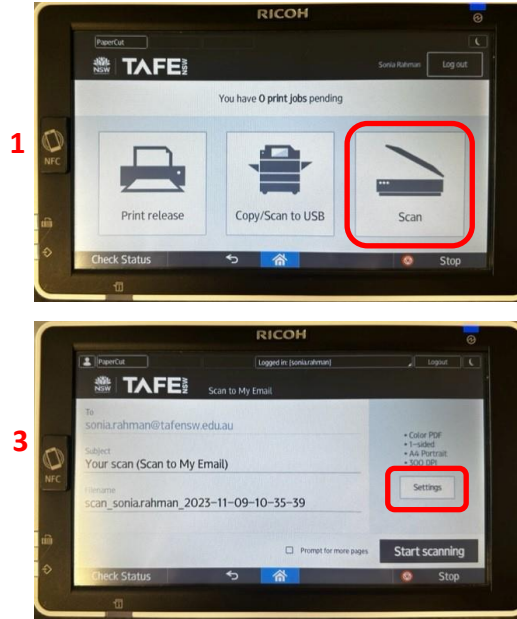 RICOH
PaperCut
NSW TAFE NSW
Sonia Rahman Log out
You have 0 print jobs pending
1
NFC
Print release Copy/Scan to USB Scan
Check Status Stop
RICOH
PaperCut Logged in: [sonia.rahman] Logout
NSW TAFE NSW Scan to My Email
To
sonia.rahman@tafensw.edu.au
Subject
Your scan (Scan to My Email)
Filename
scan_sonia.rahman_2023-11-09-10-35-39
• Color PDF
• 1-sided
• A4 Portrait
• 300 DPI
Settings
3
NFC
Prompt for more pages Start scanning
Check Status Stop